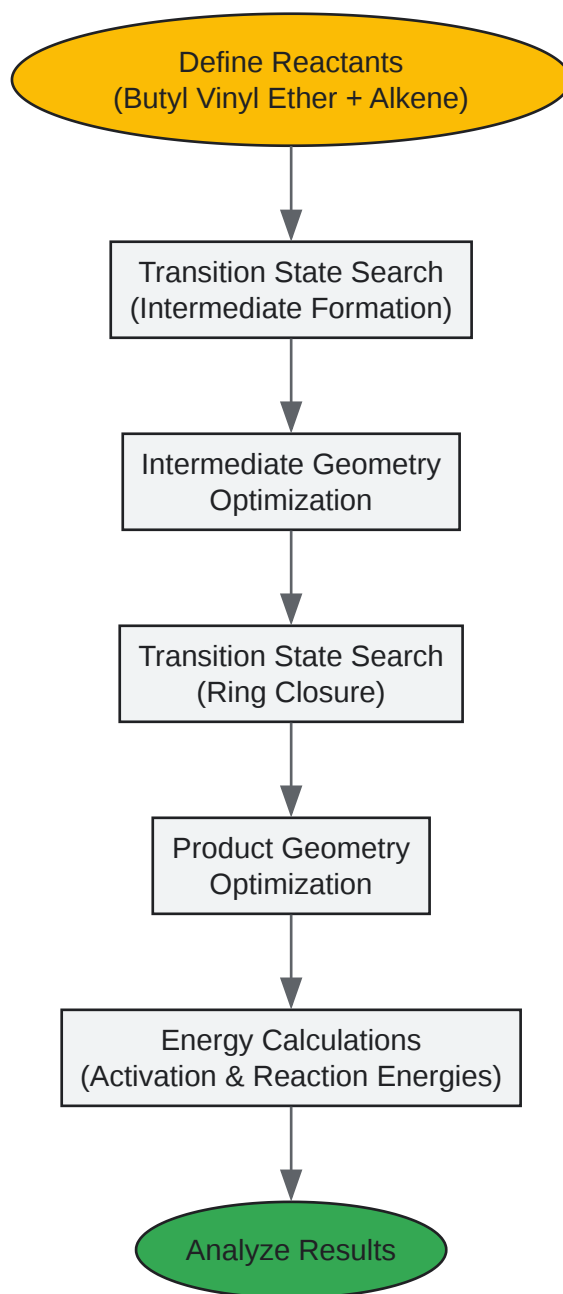 Define Reactants
(Butyl Vinyl Ether + Alkene)
Transition State Search
(Intermediate Formation)
Intermediate Geometry
Optimization
Transition State Search
(Ring Closure)
Product Geometry
Optimization
Energy Calculations
(Activation & Reaction Energies)
Analyze Results